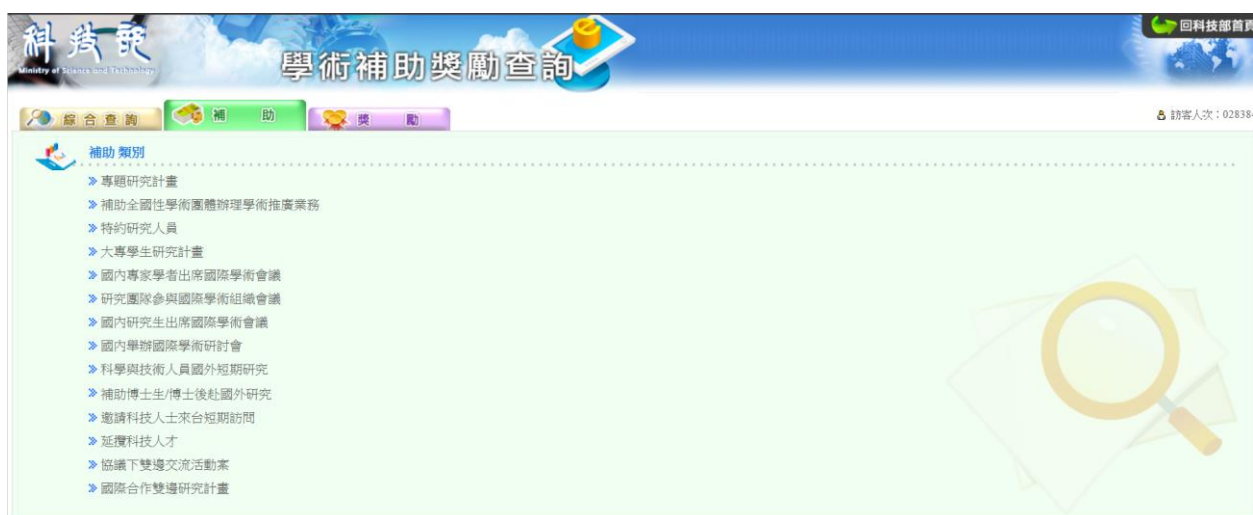 科技部
Ministry of Science and Technology
學術補助獎勵查詢
回科技部首頁
綜合查詢
補 助
獎 勵
訪客人次:02838
補助 類別
專題研究計畫
補助全國性學術團體辦理學術推廣業務
特約研究人員
大專學生研究計畫
國內專家學者出席國際學術會議
研究團隊參與國際學術組織會議
國內研究生出席國際學術會議
國內舉辦國際學術研討會
科學與技術人員國外短期研究
補助博士生/博士後赴國外研究
邀請科技人士來台短期訪問
延攬科技人才
協議下雙邊交流活動案
國際合作雙邊研究計畫